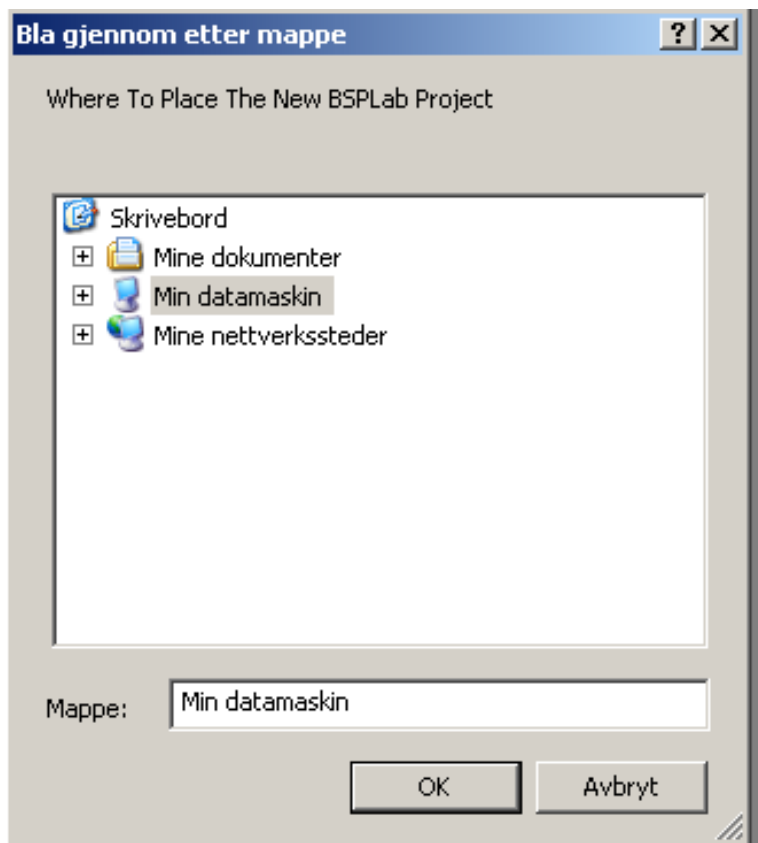 Bla gjennom etter mappe
Where To Place The New BSPLab Project
Skrivebord
Mine dokumenter
Min datamaskin
Mine nettverkssteder
Mappe: Min datamaskin
OK Avbryt